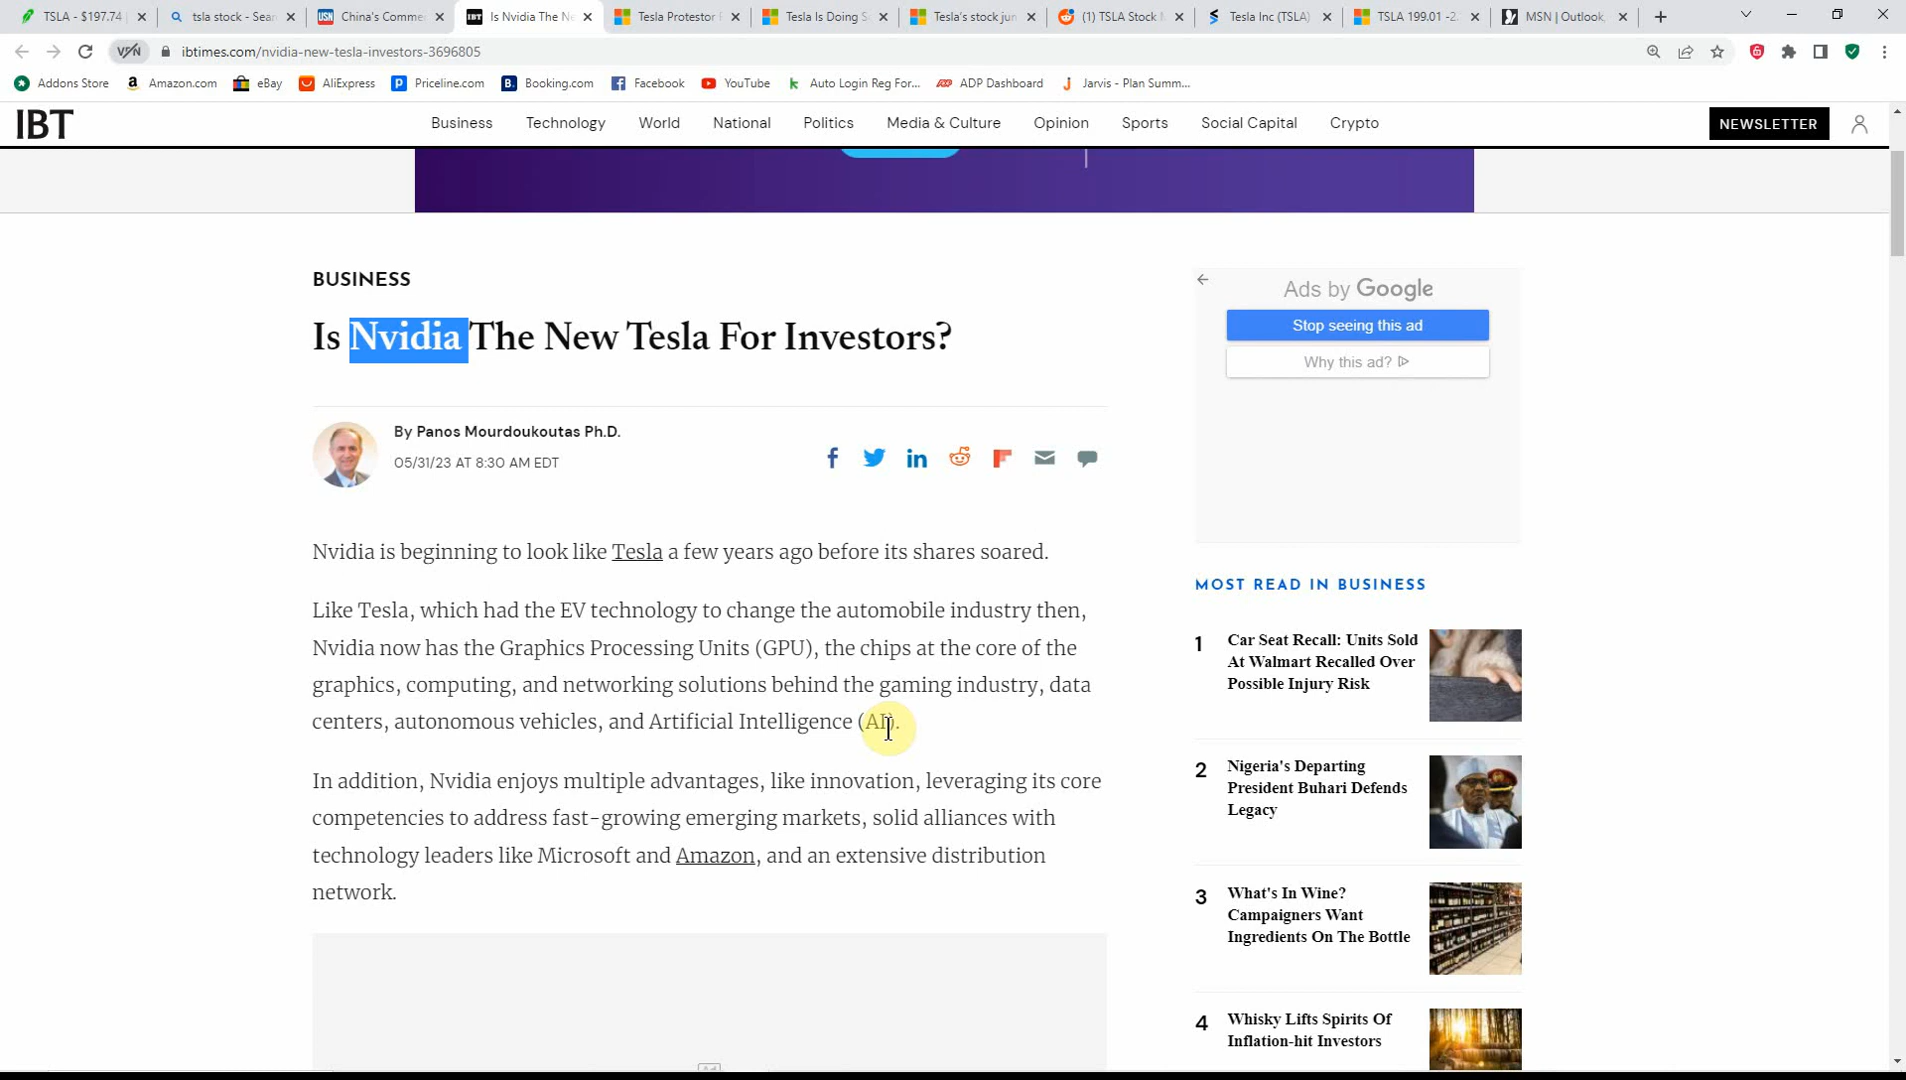 TSLA - $197.74
tsla stock - Sear
China's Comme
Is Nvidia The Ne
Tesla Protestor
Tesla Is Doing S
Tesla's stock jun
(1) TSLA Stock
Tesla Inc (TSLA)
TSLA 199.01 -2.
MSN | Outlook,
VPN
ibtimes.com/nvidia-new-tesla-investors-3696805
Addons Store
Amazon.com
eBay
AliExpress
Priceline.com
Booking.com
Facebook
YouTube
Auto Login Reg For...
ADP Dashboard
Jarvis - Plan Summ...
IBT
Business
Technology
World
National
Politics
Media & Culture
Opinion
Sports
Social Capital
Crypto
NEWSLETTER
BUSINESS
Is Nvidia The New Tesla For Investors?
By Panos Mourdoukoutas Ph.D.
05/31/23 AT 8:30 AM EDT
Nvidia is beginning to look like Tesla a few years ago before its shares soared.
Like Tesla, which had the EV technology to change the automobile industry then,
Nvidia now has the Graphics Processing Units (GPU), the chips at the core of the
graphics, computing, and networking solutions behind the gaming industry, data
centers, autonomous vehicles, and Artificial Intelligence (AI).
In addition, Nvidia enjoys multiple advantages, like innovation, leveraging its core
competencies to address fast-growing emerging markets, solid alliances with
technology leaders like Microsoft and Amazon, and an extensive distribution
network.
Ad
Ads by Google
Stop seeing this ad
Why this ad?
MOST READ IN BUSINESS
1
Car Seat Recall: Units Sold
At Walmart Recalled Over
Possible Injury Risk
2
Nigeria's Departing
President Buhari Defends
Legacy
3
What's In Wine?
Campaigners Want
Ingredients On The Bottle
4
Whisky Lifts Spirits Of
Inflation-hit Investors